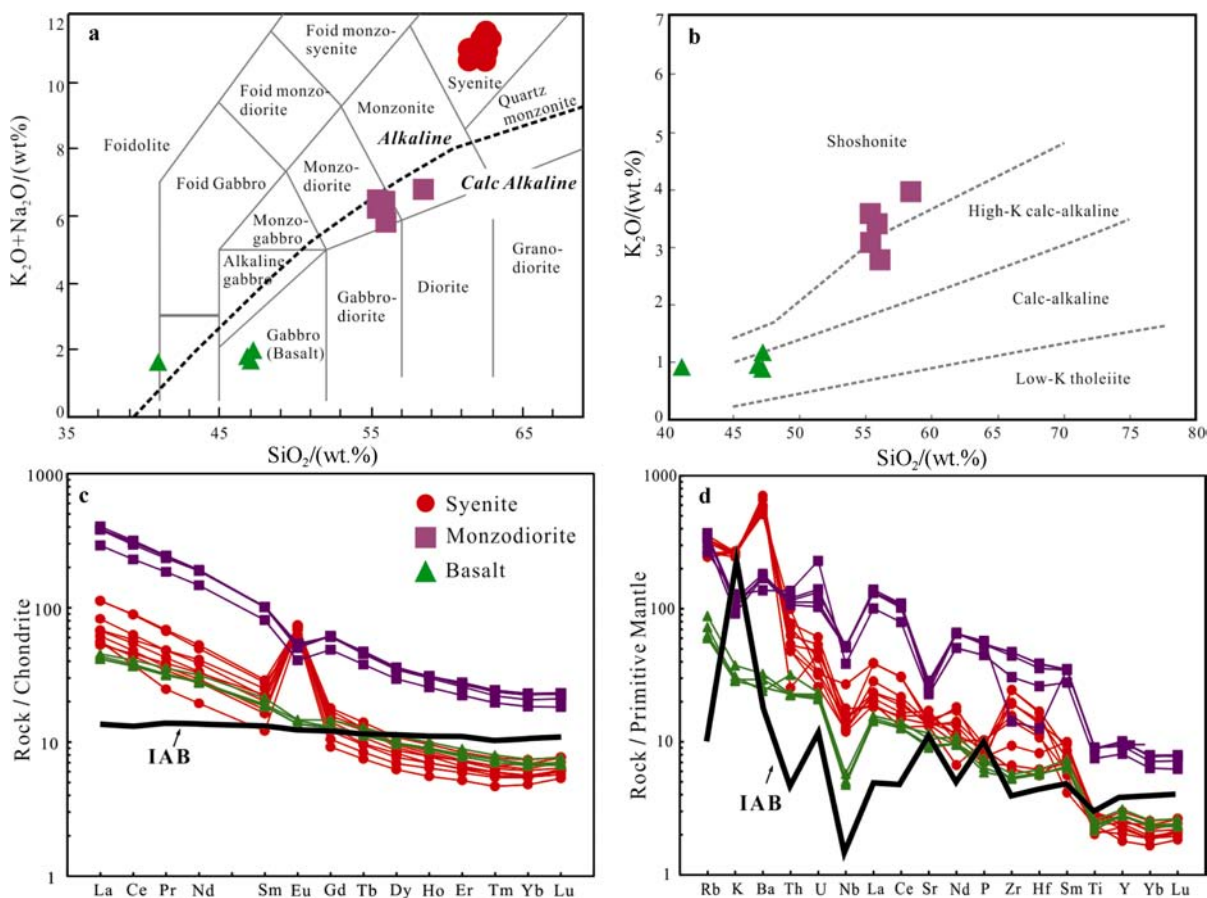 a
12
10
8
6
4
2
0
K₂O+Na₂O/(wt%)
Foid monzo-
syenite
Foid monzo-
diorite
Foidolite
Syenite
Quartz
monzonite
Monzonite
Alkaline
Foid Gabbro
Monzo-
diorite
Calc Alkaline
Monzo-
gabbro
Alkaline
gabbro
Gabbro
(Basalt)
Gabbro-
diorite
Diorite
Grano-
diorite
35 45 55 65
SiO₂/(wt.%)
b
7
6
5
4
3
2
1
0
K₂O/(wt.%)
Shoshonite
High-K calc-alkaline
Calc-alkaline
Low-K tholeiite
40 45 50 55 60 65 70 75 80
SiO₂/(wt.%)
c
1000
100
10
1
Rock / Chondrite
Syenite
Monzodiorite
Basalt
IAB
La Ce Pr Nd Sm Eu Gd Tb Dy Ho Er Tm Yb Lu
d
1000
100
10
1
Rock / Primitive Mantle
IAB
Rb K Ba Th U Nb La Ce Sr Nd P Zr Hf Sm Ti Y Yb Lu